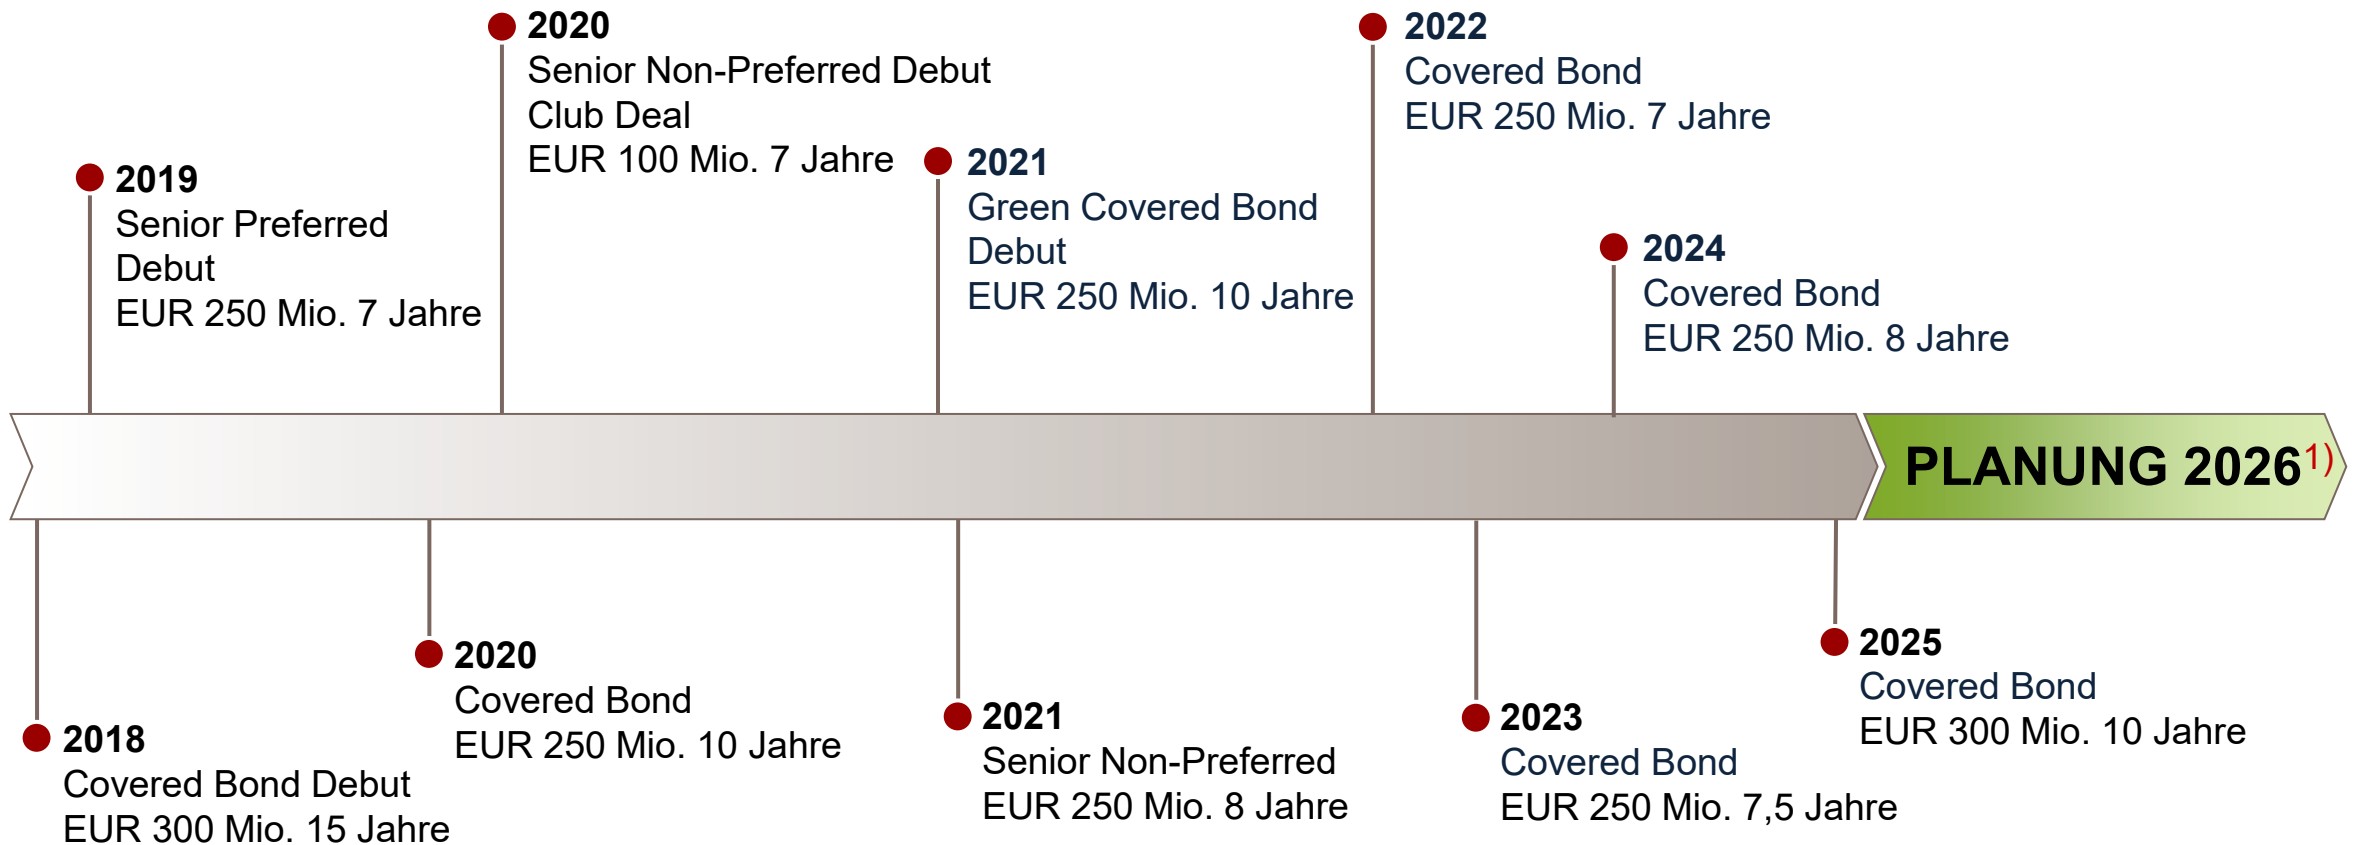 2020
Senior Non-Preferred Debut
Club Deal
EUR 100 Mio. 7 Jahre
2022
Covered Bond
EUR 250 Mio. 7 Jahre
2019
Senior Preferred
Debut
EUR 250 Mio. 7 Jahre
2021
Green Covered Bond
Debut
EUR 250 Mio. 10 Jahre
2024
Covered Bond
EUR 250 Mio. 8 Jahre
PLANUNG 2026¹⁾
2018
Covered Bond Debut
EUR 300 Mio. 15 Jahre
2020
Covered Bond
EUR 250 Mio. 10 Jahre
2021
Senior Non-Preferred
EUR 250 Mio. 8 Jahre
2023
Covered Bond
EUR 250 Mio. 7,5 Jahre
2025
Covered Bond
EUR 300 Mio. 10 Jahre